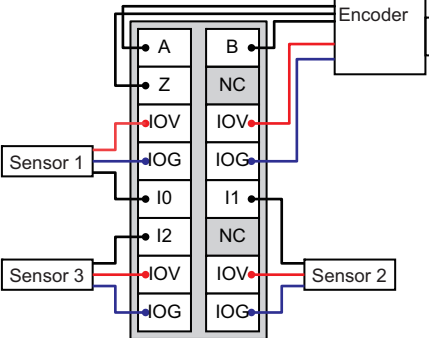 Encoder
A B
Z NC
IOV IOV
IOG IOG
Sensor 1
I0 I1
I2 NC
Sensor 3 IOV IOV Sensor 2
IOG IOG